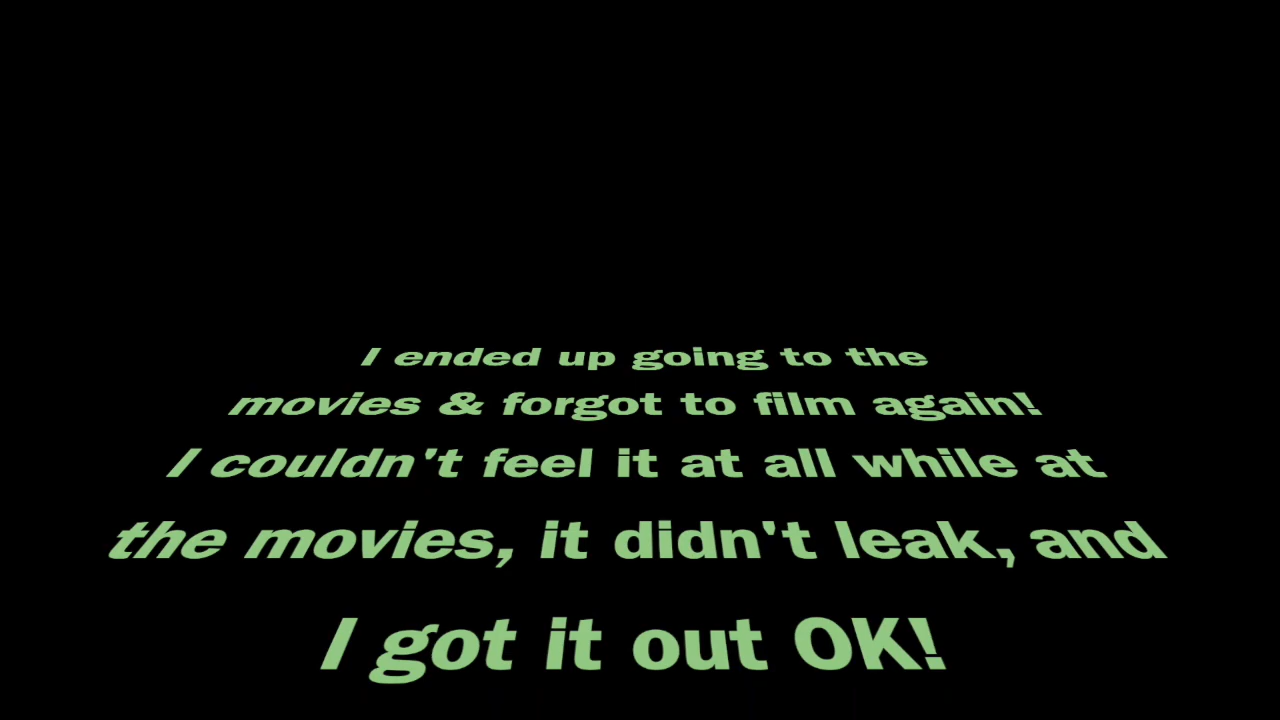 I ended up going to the
movies & forgot to film again!
I couldn't feel it at all while at
the movies, it didn't leak, and
I got it out OK!